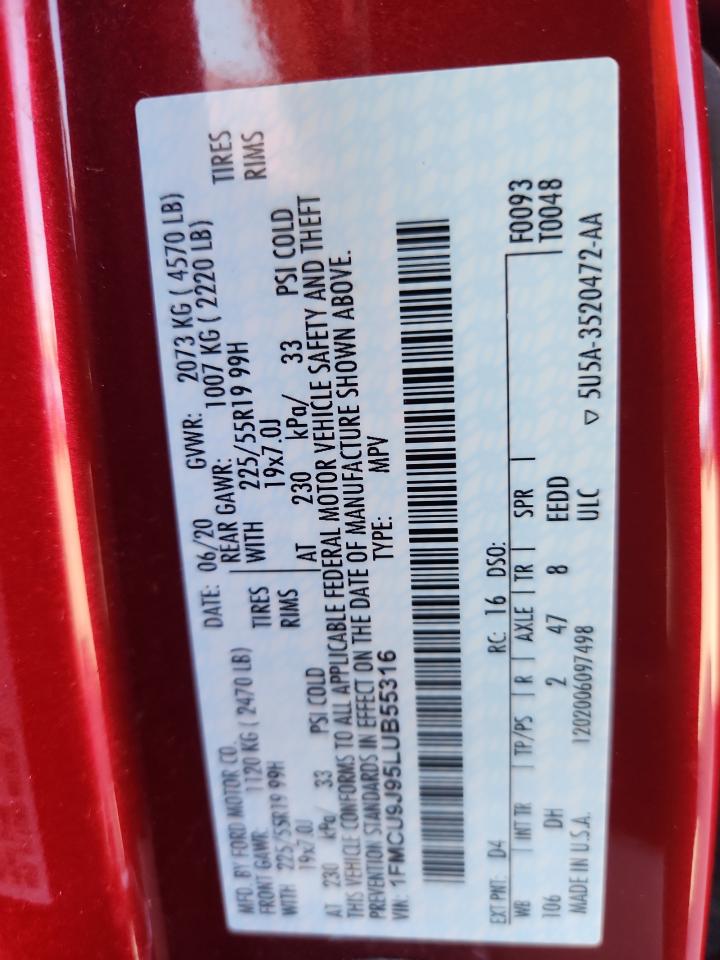 MFD. BY FORD MOTOR CO. DATE: 06/20 GVWR: 2073 KG ( 4570 LB)
FRONT GAWR: 1120 KG ( 2470 LB) REAR GAWR: 1007 KG ( 2220 LB)
WITH 225/55R19 99H TIRES WITH 225/55R19 99H TIRES
19x7.0J RIMS 19x7.0J RIMS
AT 230 kPa/ 33 PSI COLD AT 230 kPa/ 33 PSI COLD
THIS VEHICLE CONFORMS TO ALL APPLICABLE FEDERAL MOTOR VEHICLE SAFETY AND THEFT
PREVENTION STANDARDS IN EFFECT ON THE DATE OF MANUFACTURE SHOWN ABOVE.
VIN: 1FMCU9J95LUB55316 TYPE: MPV
EXT PNT: D4 RC: 16 DSO: F0093
WB INT TR TP/PS R AXLE TR SPR T0048
106 DH 2 47 8 EEDD
MADE IN U.S.A. 1202006097498 ULC ▽ 5U5A-3520472-AA